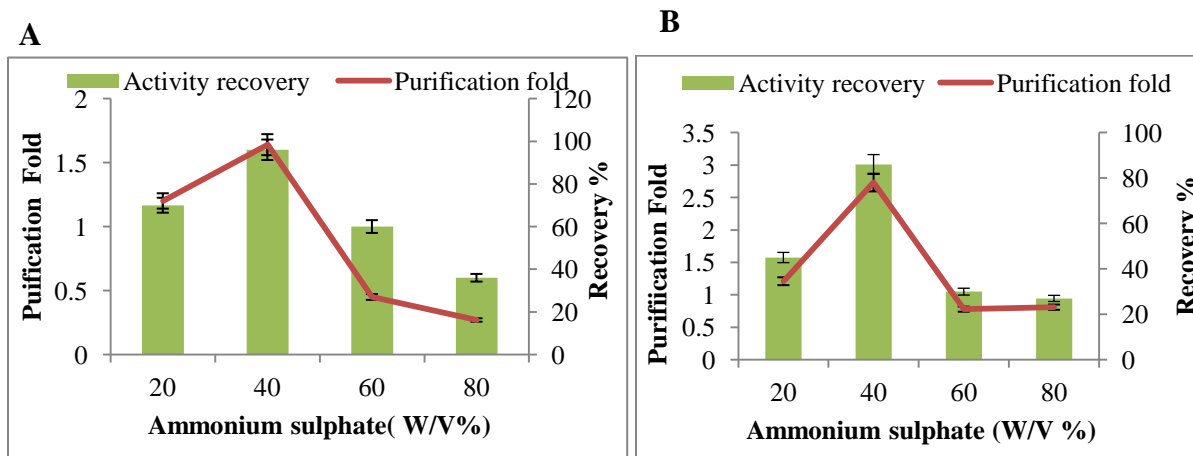 A
Activity recovery Purification fold
2
1.5
1
0.5
0
Puification Fold
120
100
80
60
40
20
0
Recovery %
20 40 60 80
Ammonium sulphate( W/V%)
B
Activity recovery Purification fold
3.5
3
2.5
2
1.5
1
0.5
0
Purifiication Fold
100
80
60
40
20
0
Recovery %
20 40 60 80
Ammonium sulphate (W/V %)